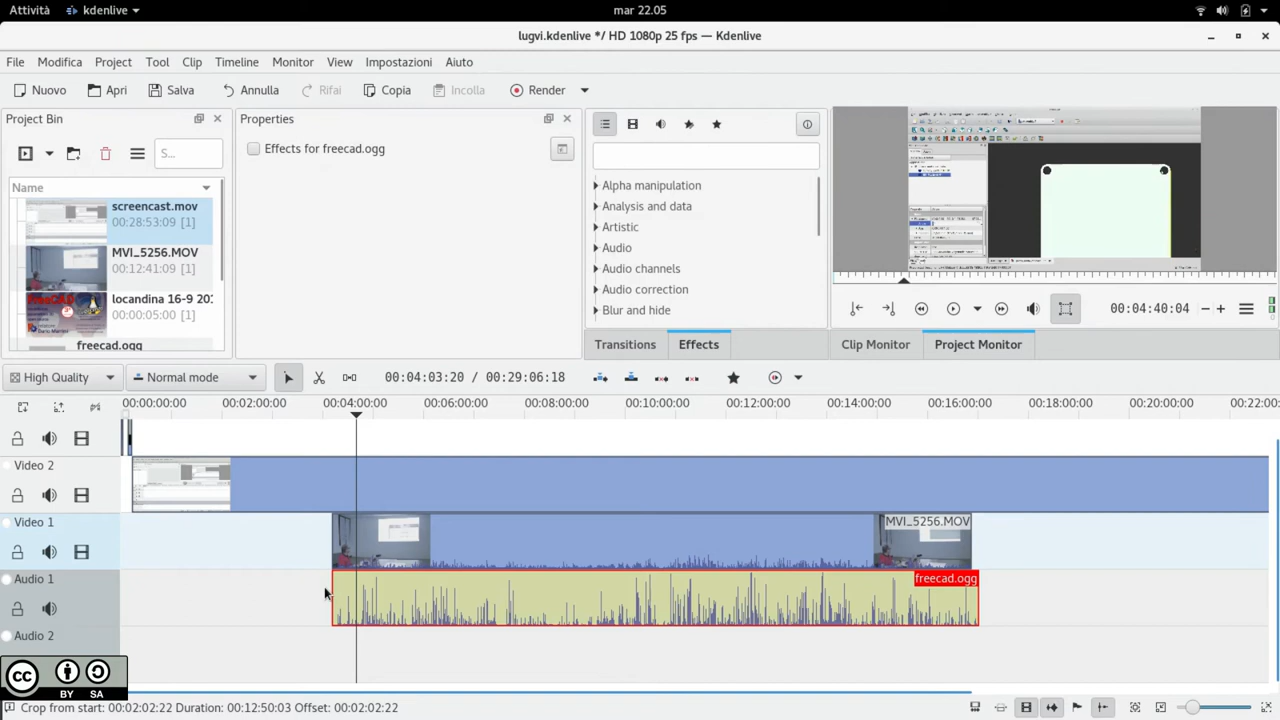 Attività kdenlive mar 22.05
lugvi.kdenlive */ HD 1080p 25 fps — Kdenlive
File Modifica Project Tool Clip Timeline Monitor View Impostazioni Aiuto
Nuovo Apri Salva Annulla Rifai Copia Incolla Render
Project Bin
Properties
Effects for freecad.ogg
S...
Name
screencast.mov
00:28:53:09 [1]
MVI_5256.MOV
00:12:41:09 [1]
locandina 16-9 20
00:00:05:00 [1]
freecad.ogg
Alpha manipulation
Analysis and data
Artistic
Audio
Audio channels
Audio correction
Blur and hide
Transitions Effects
00:04:40:04
Clip Monitor Project Monitor
High Quality Normal mode 00:04:03:20 / 00:29:06:18
00:00:00:00 00:02:00:00 00:04:00:00 00:06:00:00 00:08:00:00 00:10:00:00 00:12:00:00 00:14:00:00 00:16:00:00 00:18:00:00 00:20:00:00 00:22:00:
Video 2
Video 1
MVI_5256.MOV
Audio 1
freecad.ogg
Audio 2
CC BY SA
Crop from start: 00:02:02:22 Duration: 00:12:50:03 Offset: 00:02:02:22